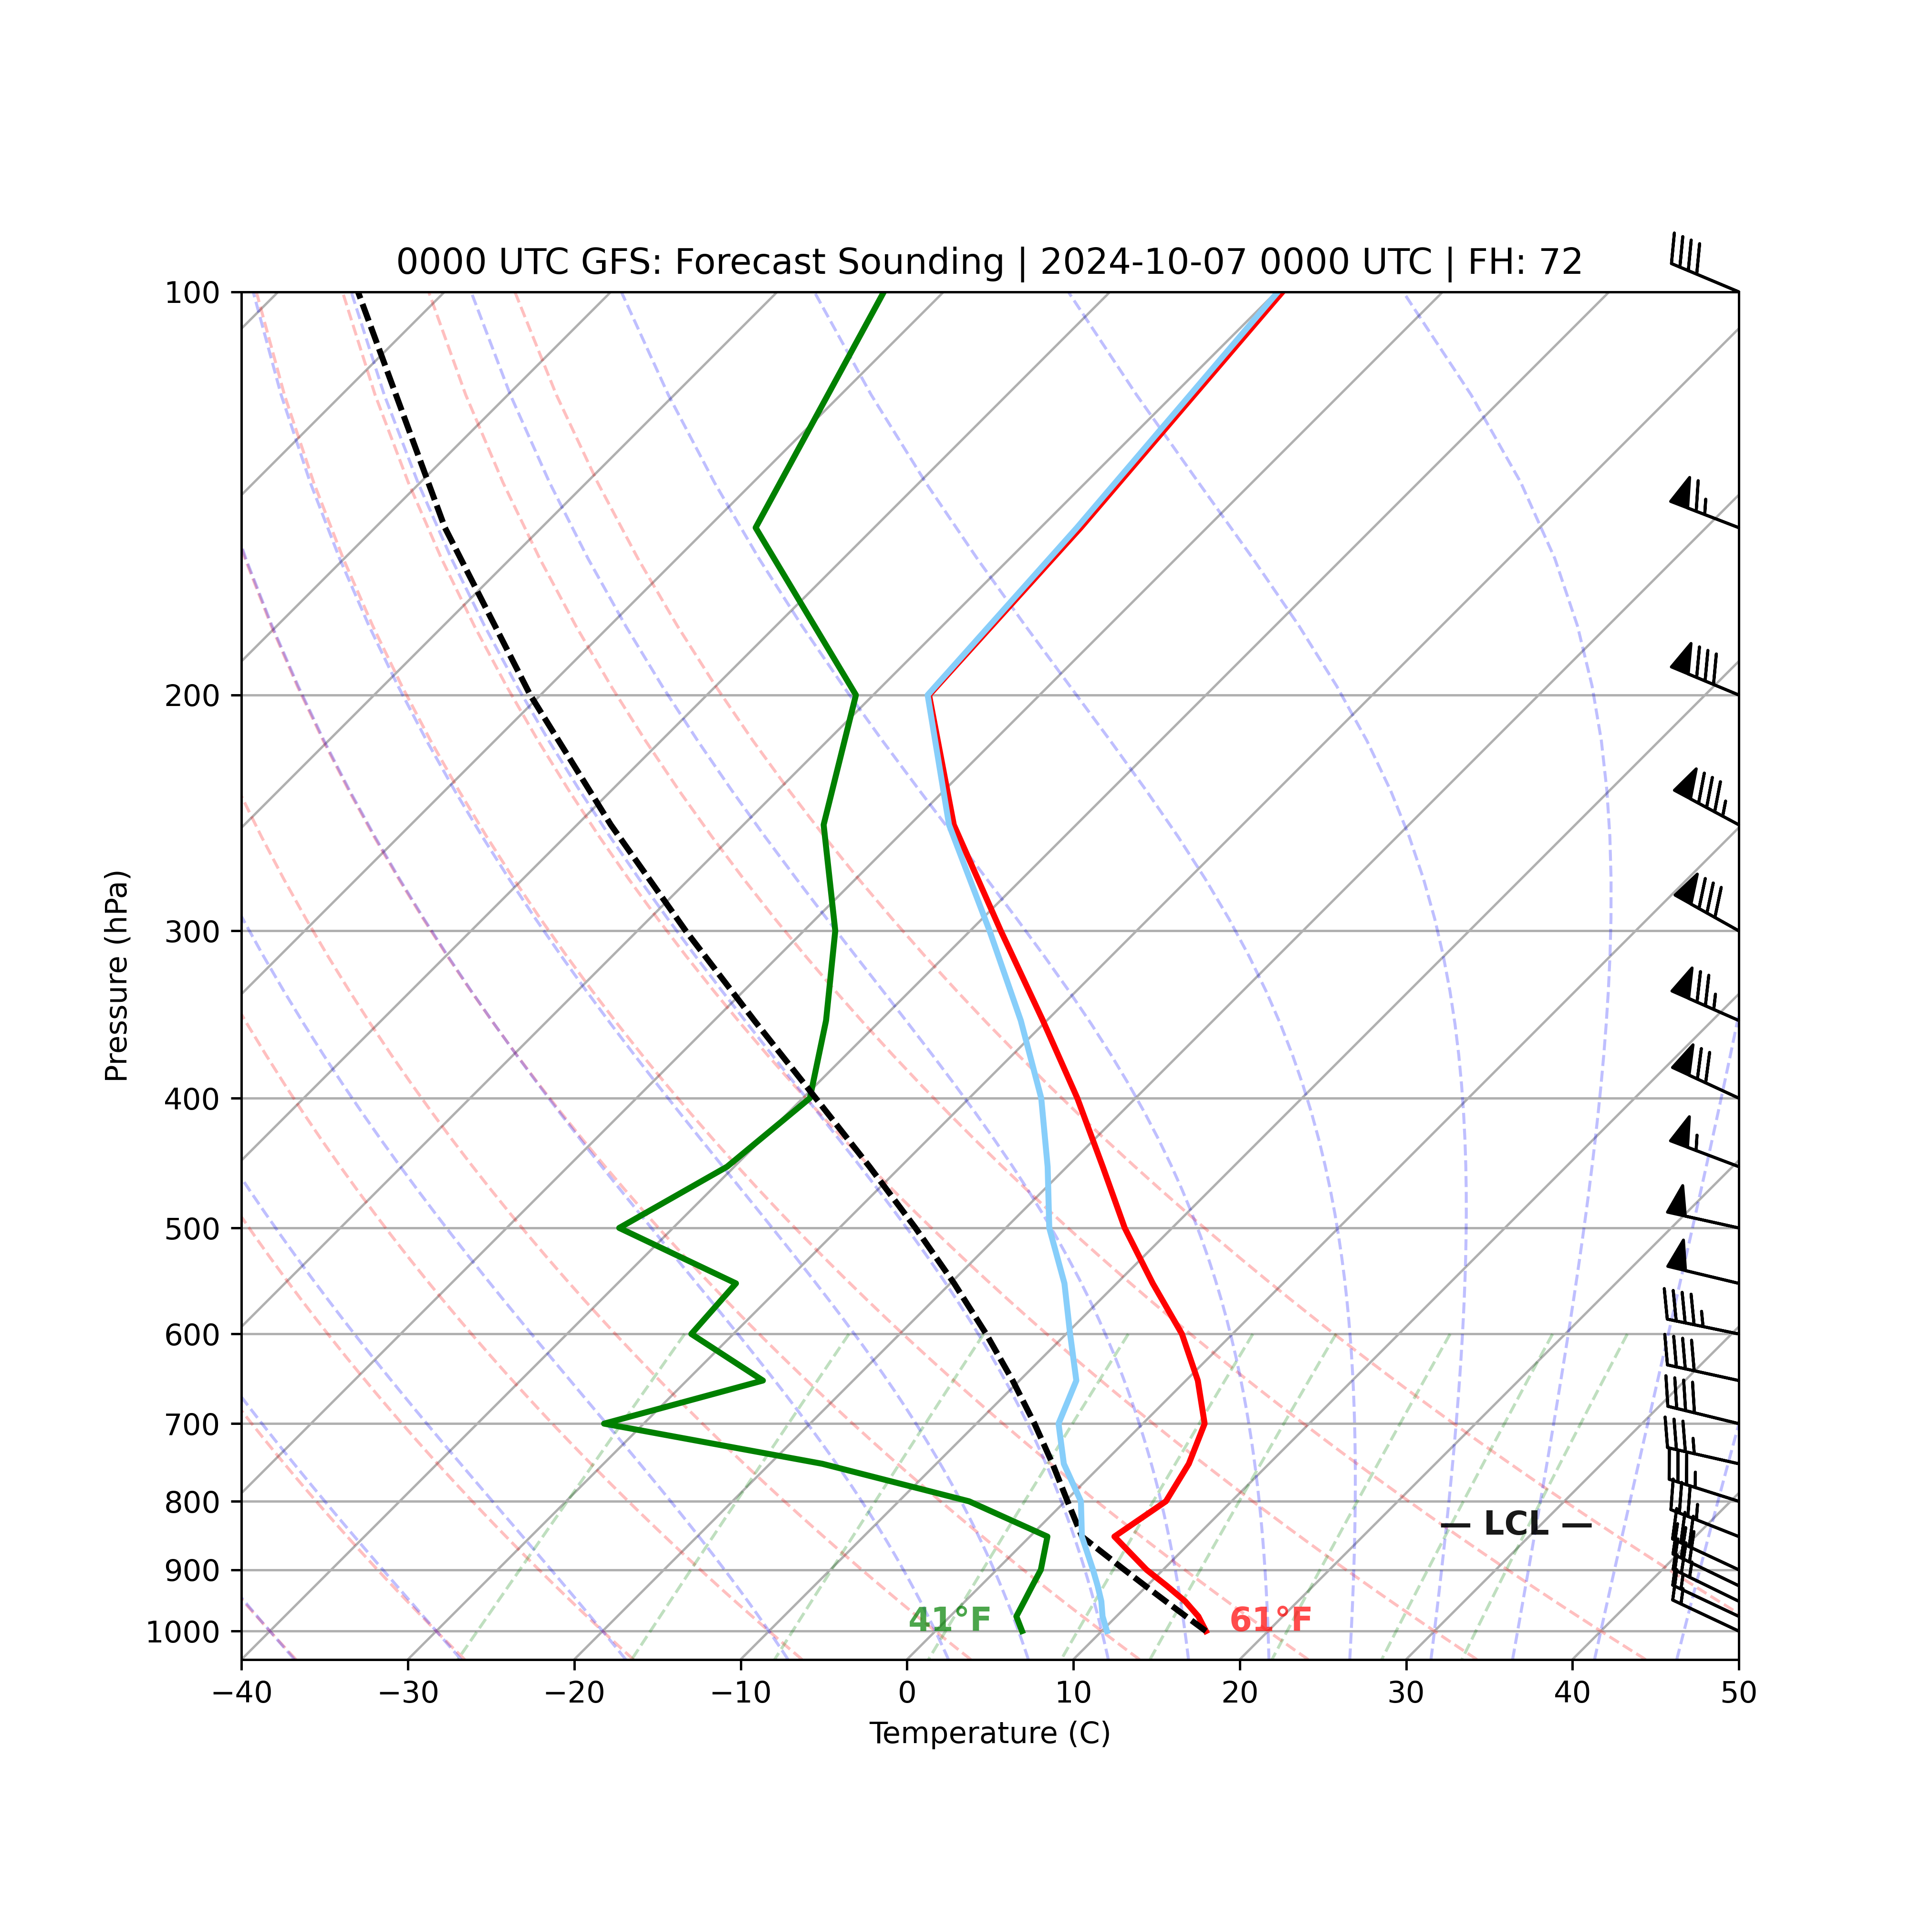 0000 UTC GFS: Forecast Sounding | 2024-10-07 0000 UTC | FH: 72
100
200
300
400
500
600
700
800
900
1000
Pressure (hPa)
— LCL —
41°F
61°F
−40 −30 −20 −10 0 10 20 30 40 50
Temperature (C)